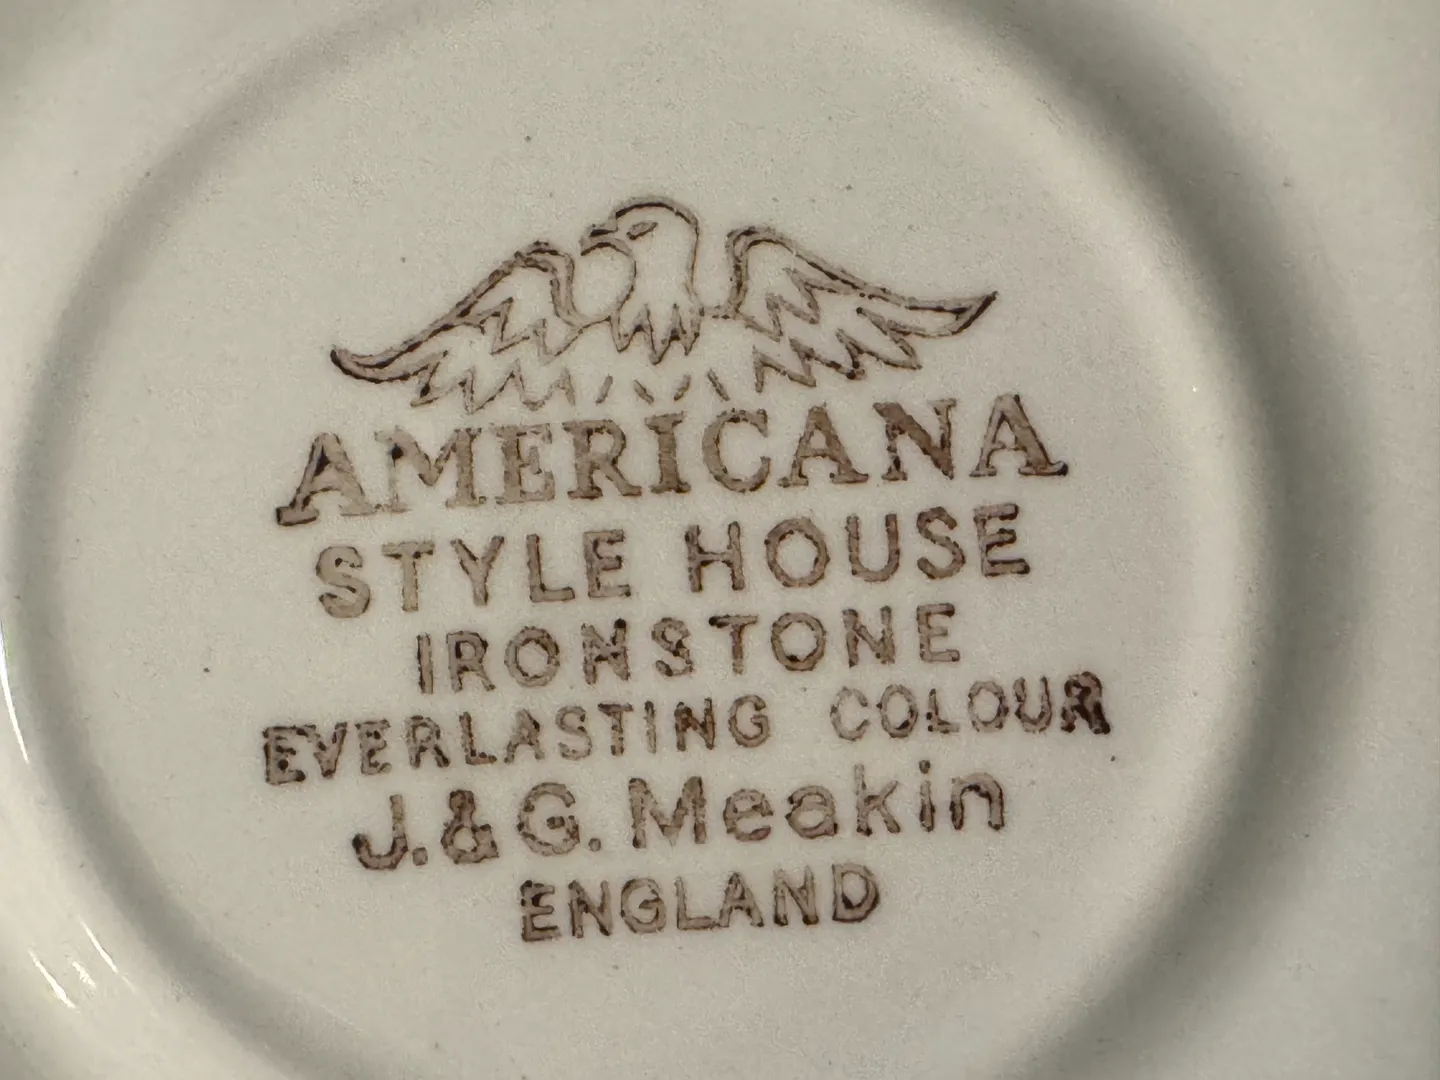 AMERICANA
STYLE HOUSE
IRONSTONE
EVERLASTING COLOUR
J.&G. Meakin
ENGLAND